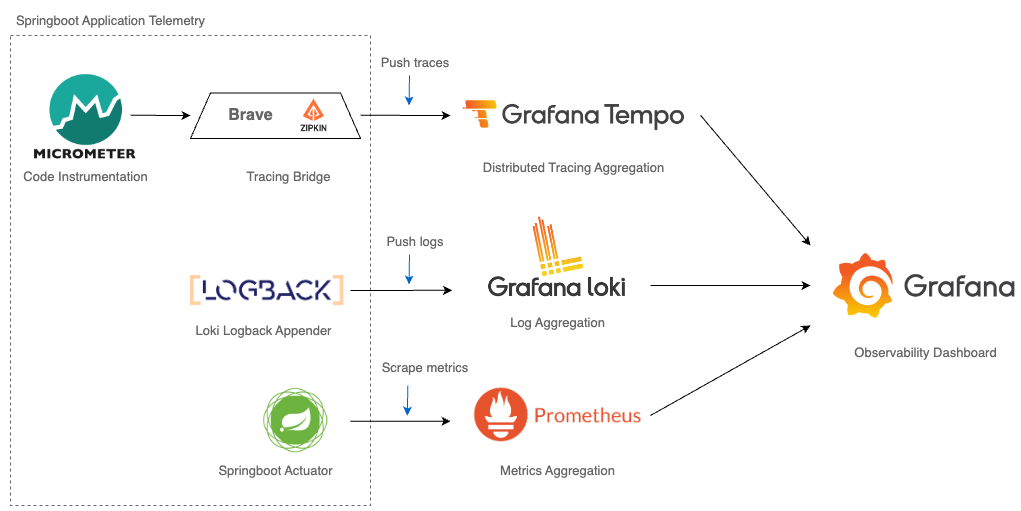 Springboot Application Telemetry
Push traces
Brave
ZIPKIN
Grafana Tempo
MICROMETER
Code Instrumentation
Tracing Bridge
Distributed Tracing Aggregation
Push logs
[LOGBACK]
Grafana loki
Grafana
Loki Logback Appender
Log Aggregation
Observability Dashboard
Scrape metrics
Prometheus
Springboot Actuator
Metrics Aggregation